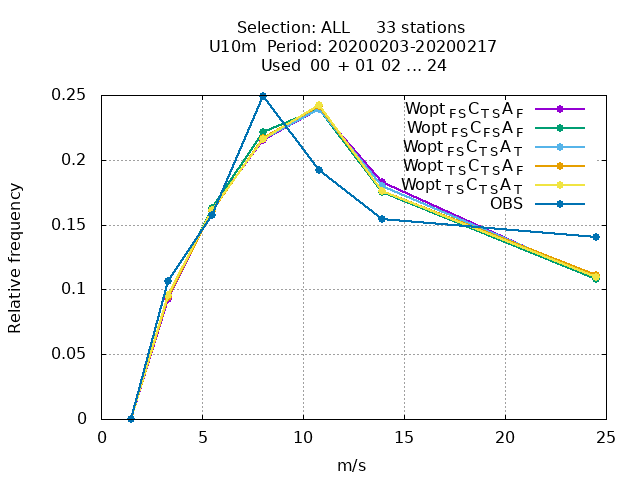 Selection: ALL 33 stations
U10m Period: 20200203-20200217
Used 00 + 01 02 ... 24
Relative frequency
0.25
0.2
0.15
0.1
0.05
0
Wopt FS C TS A F
Wopt FS C FS A F
Wopt FS C TS A T
Wopt TS C TS A F
Wopt TS C TS A T
OBS
0 5 10 15 20 25
m/s